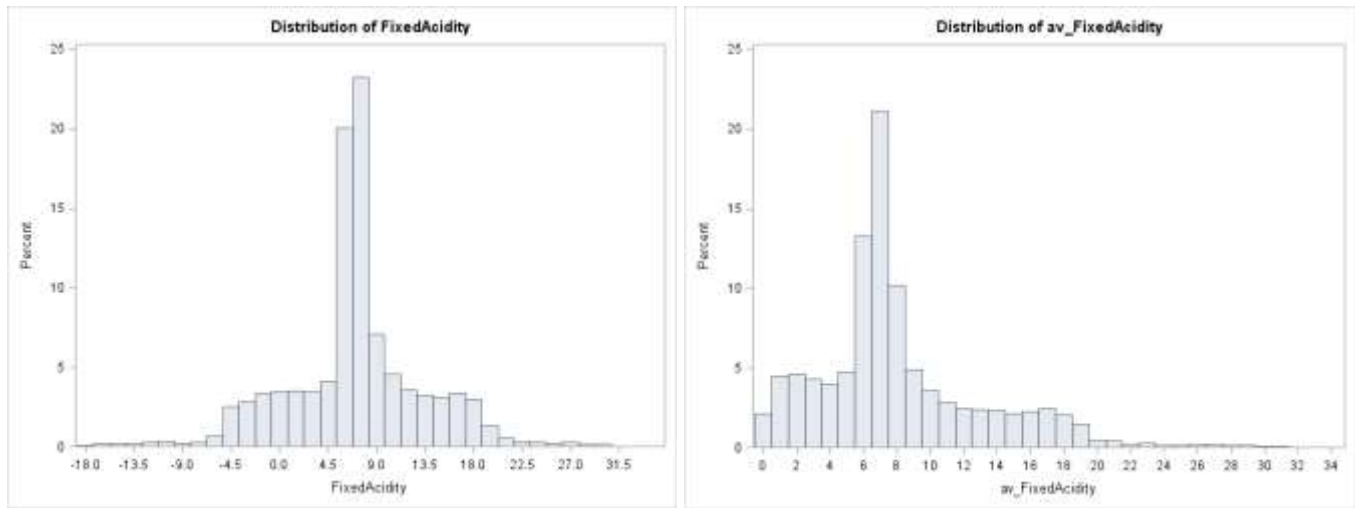 Distribution of FixedAcidity
25
20
15
10
5
0
Percent
-18.0 -13.5 -9.0 -4.5 0.0 4.5 9.0 13.5 18.0 22.5 27.0 31.5
FixedAcidity
Distribution of av_FixedAcidity
25
20
15
10
5
0
Percent
0 2 4 6 8 10 12 14 16 18 20 22 24 26 28 30 32 34
av_FixedAcidity